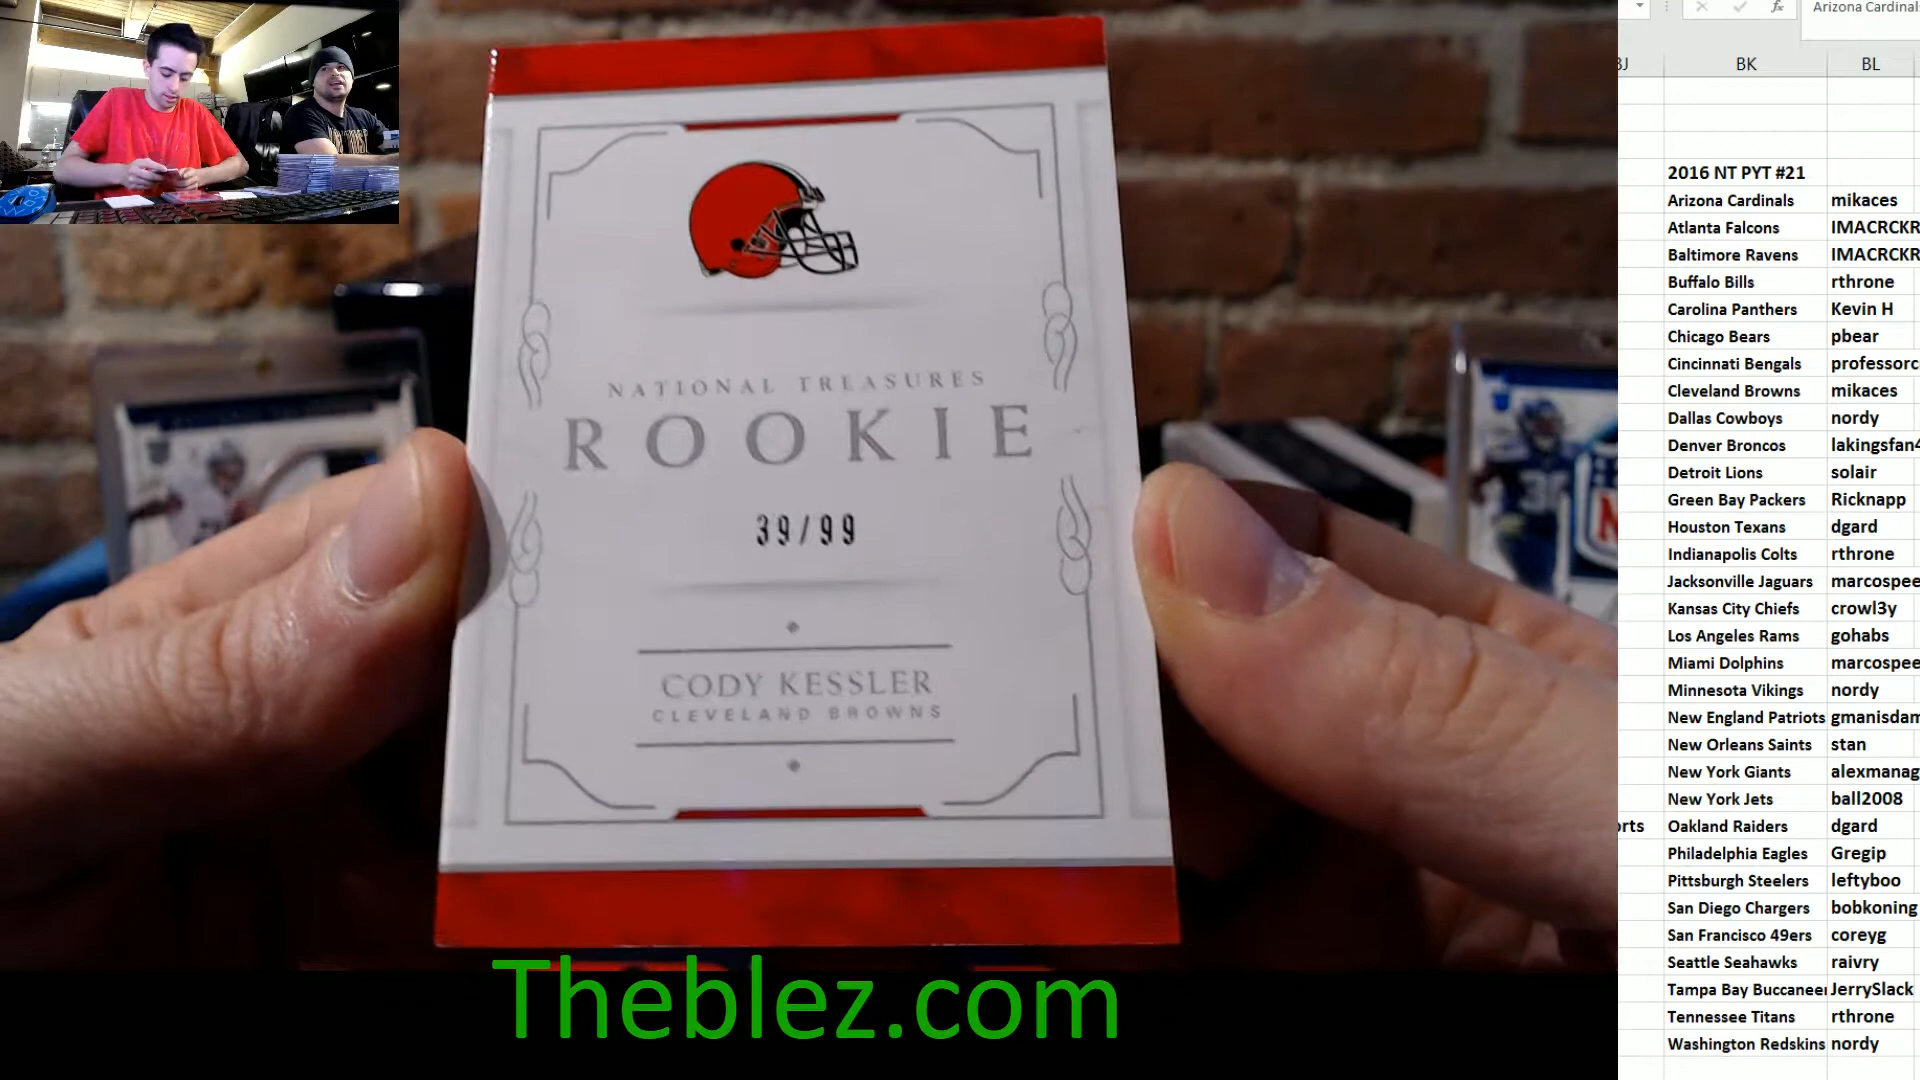 NATIONAL TREASURES
ROOKIE
39/99
CODY KESSLER
CLEVELAND BROWNS
Theblez.com
Arizona Cardinal
BJ BK BL
2016 NT PYT #21
Arizona Cardinals mikaces
Atlanta Falcons IMACRCKR
Baltimore Ravens IMACRCKR
Buffalo Bills rthrone
Carolina Panthers Kevin H
Chicago Bears pbear
Cincinnati Bengals professorc
Cleveland Browns mikaces
Dallas Cowboys nordy
Denver Broncos lakingsfan4
Detroit Lions solair
Green Bay Packers Ricknapp
Houston Texans dgard
Indianapolis Colts rthrone
Jacksonville Jaguars marcospee
Kansas City Chiefs crowl3y
Los Angeles Rams gohabs
Miami Dolphins marcospee
Minnesota Vikings nordy
New England Patriots gmanisdam
New Orleans Saints stan
New York Giants alexmanag
New York Jets ball2008
orts Oakland Raiders dgard
Philadelphia Eagles Gregip
Pittsburgh Steelers leftyboo
San Diego Chargers bobkoning
San Francisco 49ers coreyg
Seattle Seahawks raivry
Tampa Bay Buccaneer JerrySlack
Tennessee Titans rthrone
Washington Redskins nordy